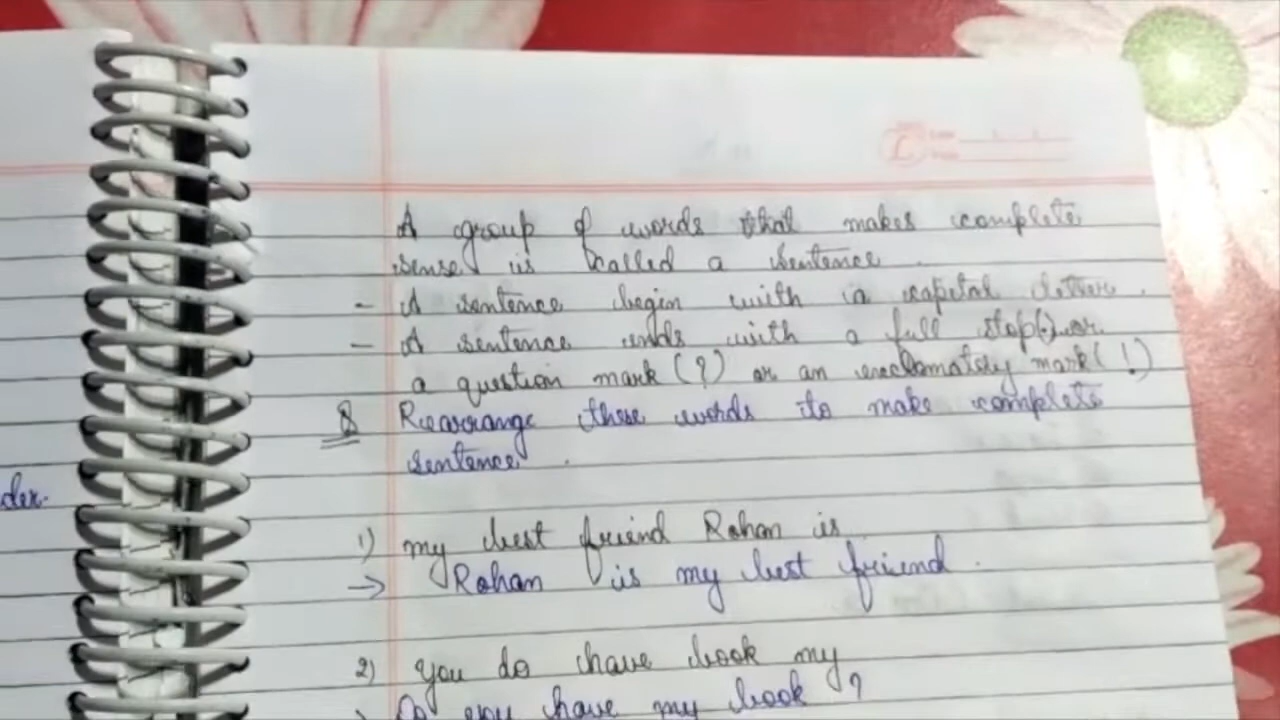 A group of words that makes complete
sense is called a sentence.
- A sentence begin with a capital letter.
- A sentence ends with a full stop(.) or
a question mark (?) or an exclamatory mark (!)
Q Rearrange these words to make complete
sentence.
1) my best friend Rohan is
→ Rohan is my best friend.
2) you do have book my
Do you have my book ?
der.